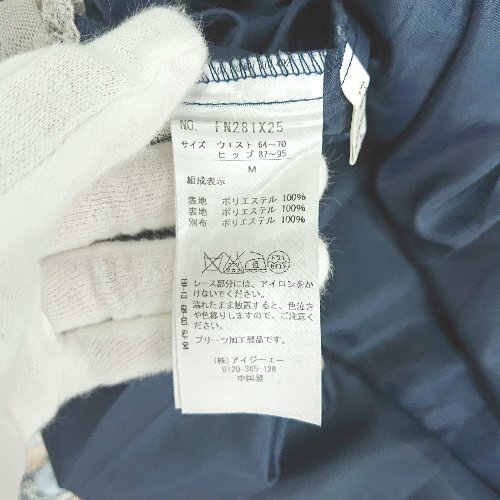 NO. FN281X25
サイズ ウエスト 64~70
ヒップ 87~95
M
組成表示
表地 ポリエステル 100%
裏地 ポリエステル 100%
別布 ポリエステル 100%
レース部分には、アイロンをか
けないでください。
濡れたまま放置すると、色泣き
や色移りしますので、ご注意
ください。
プリーツ加工製品です。
(株)アイジーエー
0120-365-128
中国製